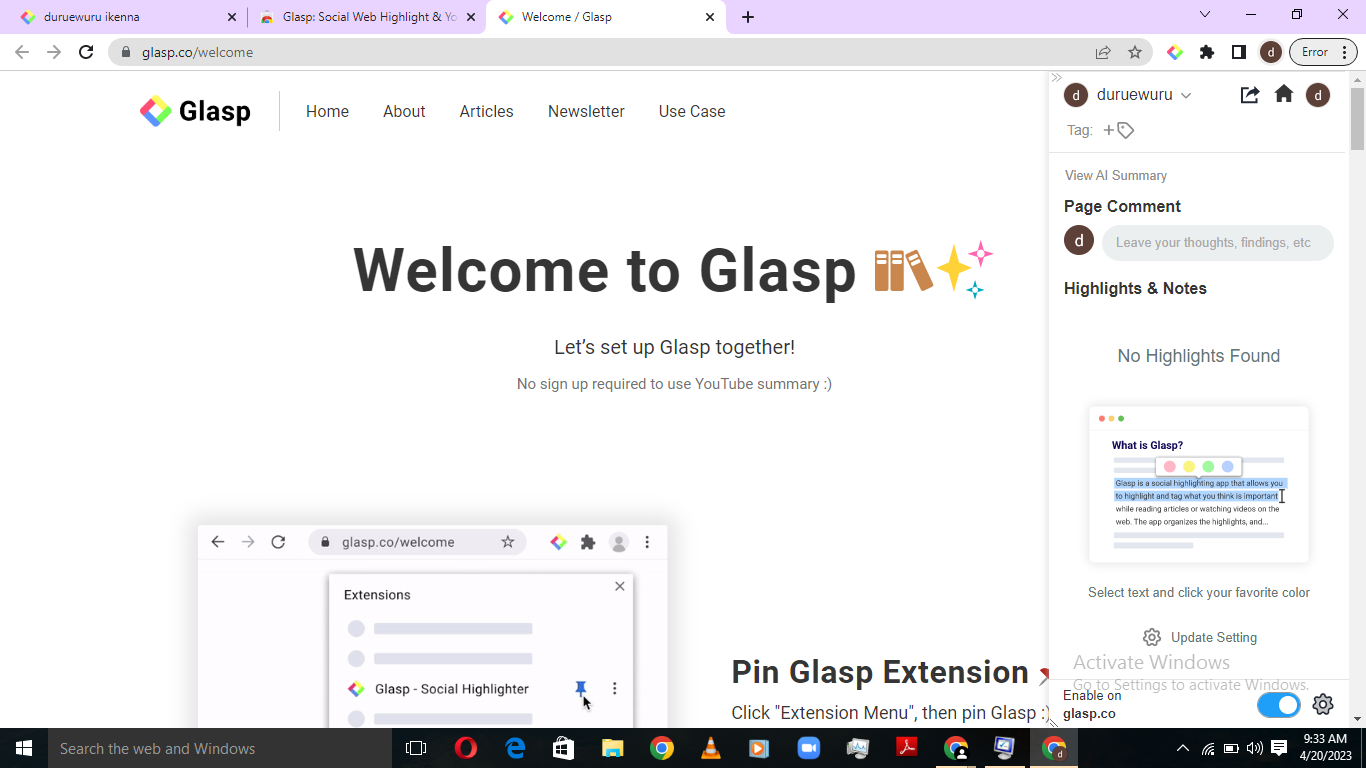 duruewuru ikenna
Glasp: Social Web Highlight & Yo
Welcome / Glasp
glasp.co/welcome
d
Error
Glasp
Home
About
Articles
Newsletter
Use Case
d
duruewuru
d
Tag:
View AI Summary
Page Comment
d
Leave your thoughts, findings, etc
Highlights & Notes
No Highlights Found
What is Glasp?
Glasp is a social highlighting app that allows you
to highlight and tag what you think is important
while reading articles or watching videos on the
web. The app organizes the highlights, and...
Select text and click your favorite color
Update Setting
Activate Windows
Go to Settings to activate Windows.
Enable on
glasp.co
Welcome to Glasp
Let's set up Glasp together!
No sign up required to use YouTube summary :)
glasp.co/welcome
Extensions
Glasp - Social Highlighter
Pin Glasp Extension
Click "Extension Menu", then pin Glasp :)
Search the web and Windows
d
9:33 AM
4/20/2023